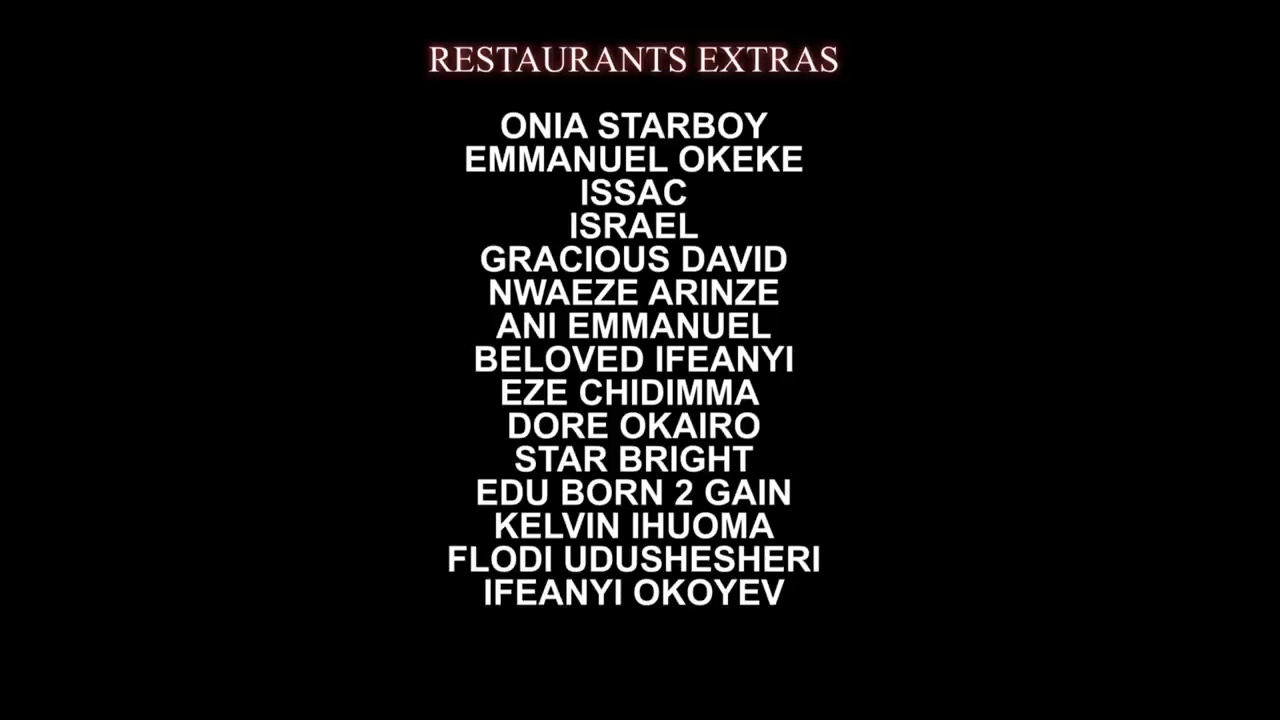 RESTAURANTS EXTRAS
ONIA STARBOY
EMMANUEL OKEKE
ISSAC
ISRAEL
GRACIOUS DAVID
NWAEZE ARINZE
ANI EMMANUEL
BELOVED IFEANYI
EZE CHIDIMMA
DORE OKAIRO
STAR BRIGHT
EDU BORN 2 GAIN
KELVIN IHUOMA
FLODI UDUSHESHERI
IFEANYI OKOYEV